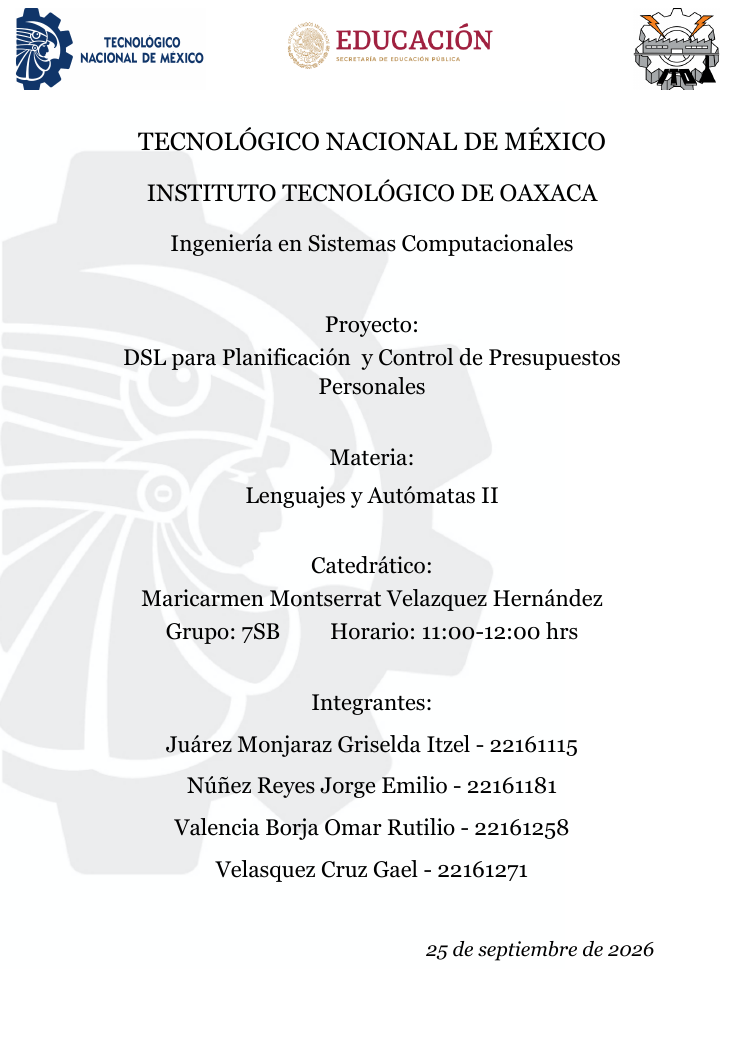 TECNOLÓGICO
NACIONAL DE MÉXICO
EDUCACIÓN
SECRETARÍA DE EDUCACIÓN PÚBLICA
ITO
TECNOLÓGICO NACIONAL DE MÉXICO
INSTITUTO TECNOLÓGICO DE OAXACA
Ingeniería en Sistemas Computacionales
Proyecto:
DSL para Planificación  y Control de Presupuestos
Personales
Materia:
Lenguajes y Autómatas II
Catedrático:
Maricarmen Montserrat Velazquez Hernández
Grupo: 7SB Horario: 11:00-12:00 hrs
Integrantes:
Juárez Monjaraz Griselda Itzel - 22161115
Núñez Reyes Jorge Emilio - 22161181
Valencia Borja Omar Rutilio - 22161258
Velasquez Cruz Gael - 22161271
25 de septiembre de 2026